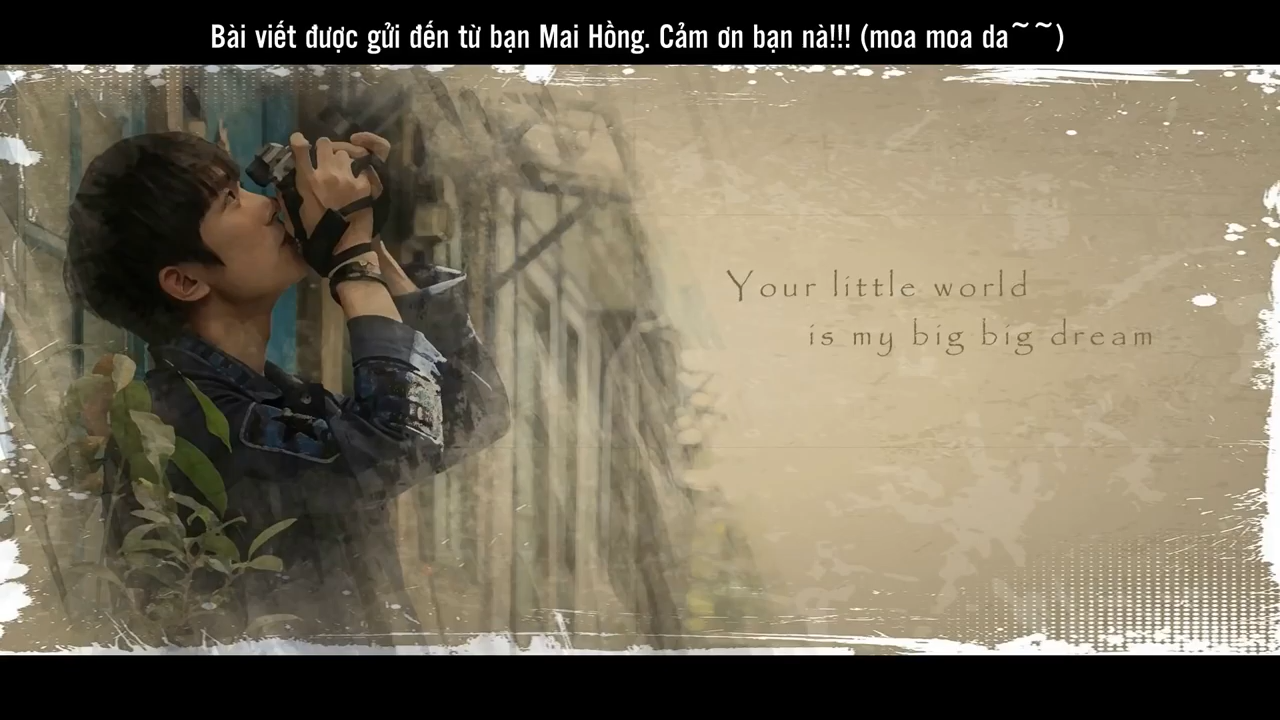 Bài viết được gửi đến từ bạn Mai Hồng. Cảm ơn bạn nà!!! (moa moa da~~)
Your little world
is my big big dream